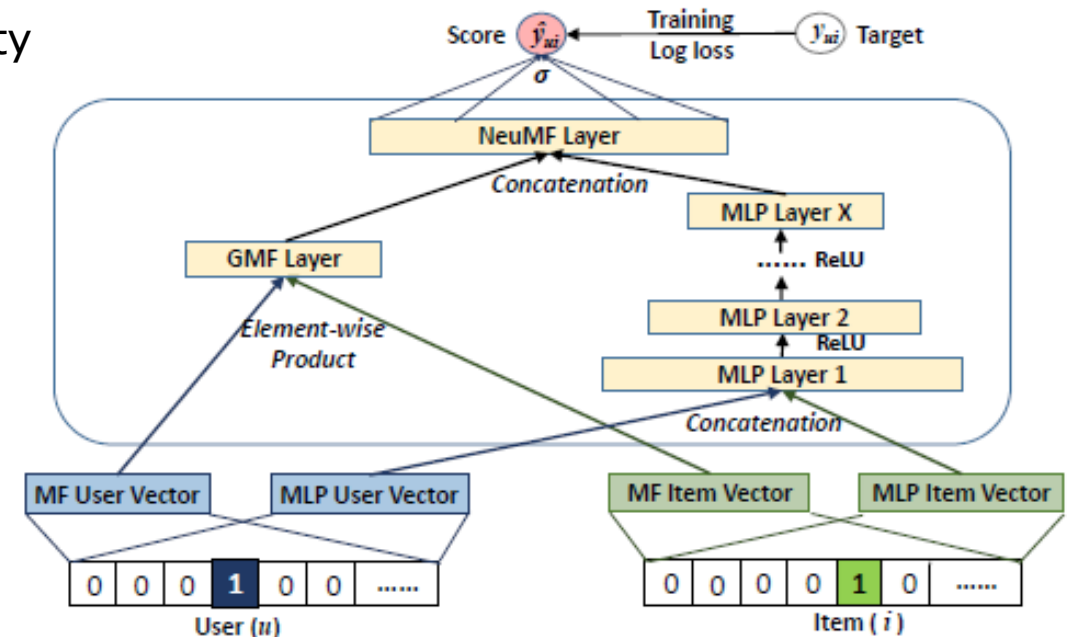 ty
Score ŷui Training yui Target
Log loss
σ
NeuMF Layer
Concatenation
MLP Layer X
GMF Layer
...... ReLU
Element-wise
Product
MLP Layer 2
ReLU
MLP Layer 1
Concatenation
MF User Vector MLP User Vector MF Item Vector MLP Item Vector
0 0 0 1 0 0 ...... 0 0 0 0 1 0 ......
User (u) Item ( i )